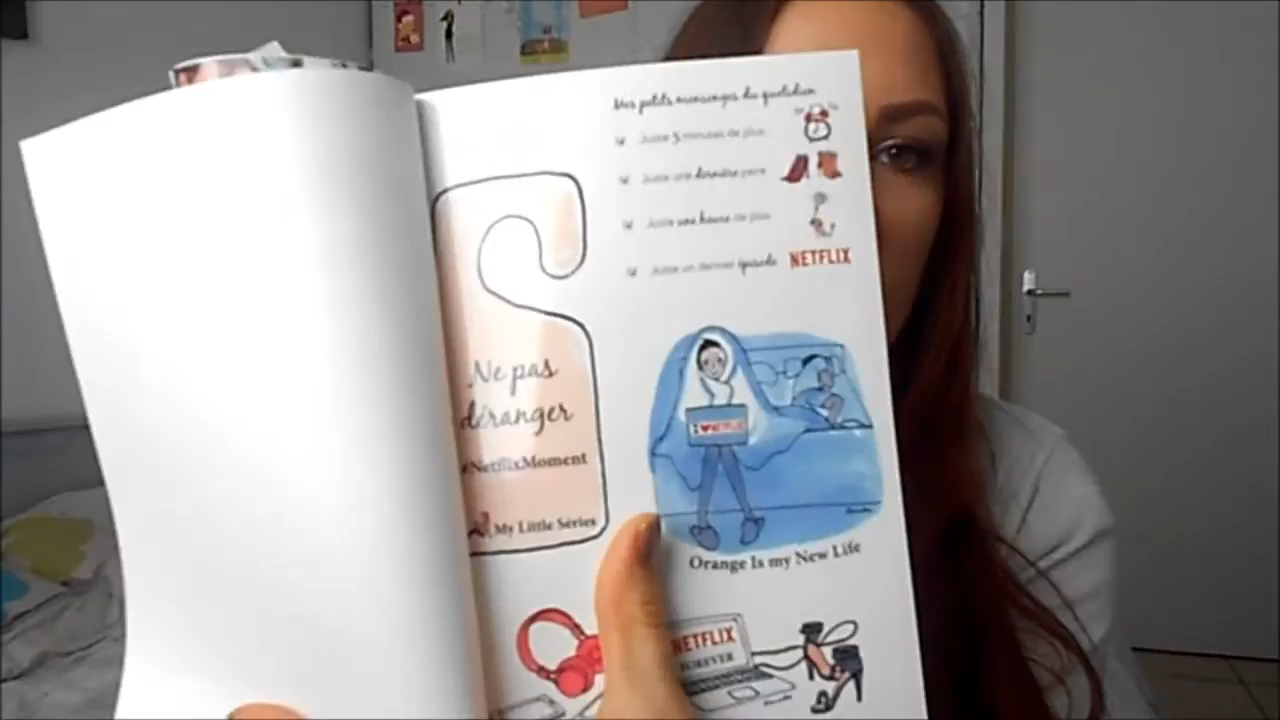 Mes petits mensonges du quotidien
Juste 5 minutes de plus
Juste une dernière paire
Juste une heure de plus
Juste un dernier épisode NETFLIX
Ne pas
déranger
#NetflixMoment
My Little Séries
I ♥ NETFLIX
Orange Is my New Life
NETFLIX
FOREVER